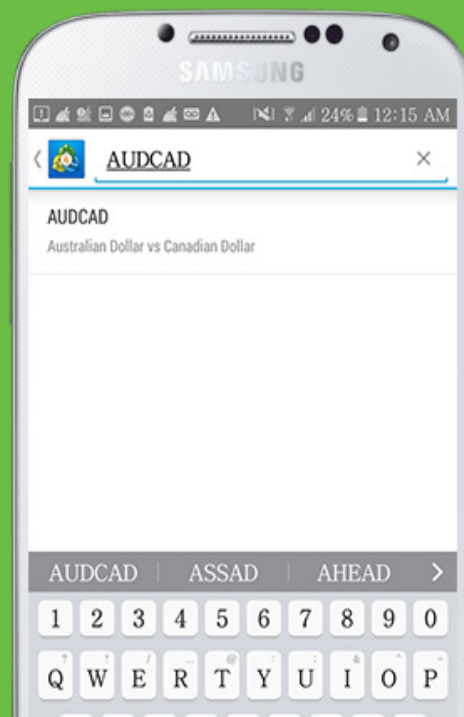 SAMSUNG
24% 12:15 AM
AUDCAD
AUDCAD
Australian Dollar vs Canadian Dollar
AUDCAD ASSAD AHEAD
1 2 3 4 5 6 7 8 9 0
Q W E R T Y U I O P